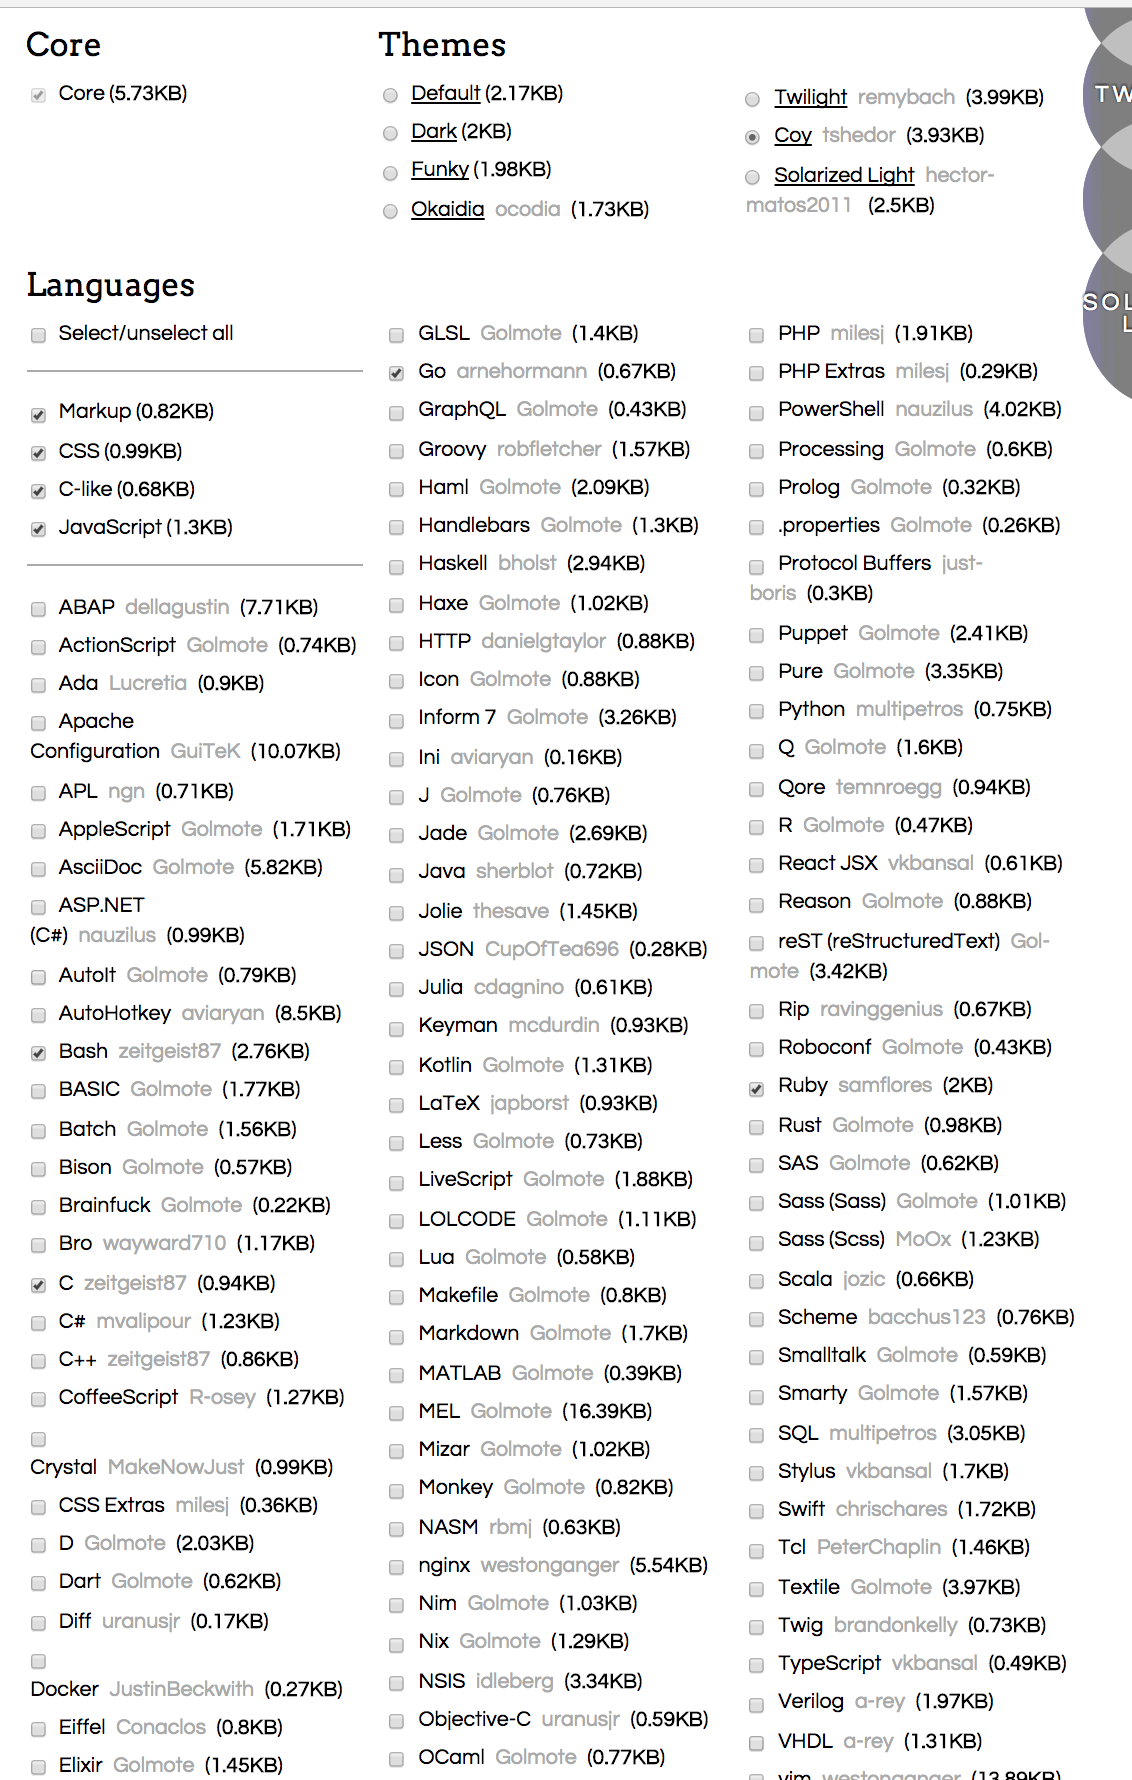 Core
Core (5.73KB)
Themes
Default (2.17KB)
Dark (2KB)
Funky (1.98KB)
Okaidia ocodia (1.73KB)
Twilight remybach (3.99KB)
Coy tshedor (3.93KB)
Solarized Light hector-
matos2011 (2.5KB)
TW
SOL
L
Languages
Select/unselect all
Markup (0.82KB)
CSS (0.99KB)
C-like (0.68KB)
JavaScript (1.3KB)
ABAP dellagustin (7.71KB)
ActionScript Golmote (0.74KB)
Ada Lucretia (0.9KB)
Apache
Configuration GuiTeK (10.07KB)
APL ngn (0.71KB)
AppleScript Golmote (1.71KB)
AsciiDoc Golmote (5.82KB)
ASP.NET
(C#) nauzilus (0.99KB)
AutoIt Golmote (0.79KB)
AutoHotkey aviaryan (8.5KB)
Bash zeitgeist87 (2.76KB)
BASIC Golmote (1.77KB)
Batch Golmote (1.56KB)
Bison Golmote (0.57KB)
Brainfuck Golmote (0.22KB)
Bro wayward710 (1.17KB)
C zeitgeist87 (0.94KB)
C# mvalipour (1.23KB)
C++ zeitgeist87 (0.86KB)
CoffeeScript R-osey (1.27KB)
Crystal MakeNowJust (0.99KB)
CSS Extras milesj (0.36KB)
D Golmote (2.03KB)
Dart Golmote (0.62KB)
Diff uranusjr (0.17KB)
Docker JustinBeckwith (0.27KB)
Eiffel Conaclos (0.8KB)
Elixir Golmote (1.45KB)
GLSL Golmote (1.4KB)
Go arnehormann (0.67KB)
GraphQL Golmote (0.43KB)
Groovy robfletcher (1.57KB)
Haml Golmote (2.09KB)
Handlebars Golmote (1.3KB)
Haskell bholst (2.94KB)
Haxe Golmote (1.02KB)
HTTP danielgtaylor (0.88KB)
Icon Golmote (0.88KB)
Inform 7 Golmote (3.26KB)
Ini aviaryan (0.16KB)
J Golmote (0.76KB)
Jade Golmote (2.69KB)
Java sherblot (0.72KB)
Jolie thesave (1.45KB)
JSON CupOfTea696 (0.28KB)
Julia cdagnino (0.61KB)
Keyman mcdurdin (0.93KB)
Kotlin Golmote (1.31KB)
LaTeX japborst (0.93KB)
Less Golmote (0.73KB)
LiveScript Golmote (1.88KB)
LOLCODE Golmote (1.11KB)
Lua Golmote (0.58KB)
Makefile Golmote (0.8KB)
Markdown Golmote (1.7KB)
MATLAB Golmote (0.39KB)
MEL Golmote (16.39KB)
Mizar Golmote (1.02KB)
Monkey Golmote (0.82KB)
NASM rbmj (0.63KB)
nginx westonganger (5.54KB)
Nim Golmote (1.03KB)
Nix Golmote (1.29KB)
NSIS idleberg (3.34KB)
Objective-C uranusjr (0.59KB)
OCaml Golmote (0.77KB)
PHP milesj (1.91KB)
PHP Extras milesj (0.29KB)
PowerShell nauzilus (4.02KB)
Processing Golmote (0.6KB)
Prolog Golmote (0.32KB)
.properties Golmote (0.26KB)
Protocol Buffers just-
boris (0.3KB)
Puppet Golmote (2.41KB)
Pure Golmote (3.35KB)
Python multipetros (0.75KB)
Q Golmote (1.6KB)
Qore temnroegg (0.94KB)
R Golmote (0.47KB)
React JSX vkbansal (0.61KB)
Reason Golmote (0.88KB)
reST (reStructuredText) Gol-
mote (3.42KB)
Rip ravinggenius (0.67KB)
Roboconf Golmote (0.43KB)
Ruby samflores (2KB)
Rust Golmote (0.98KB)
SAS Golmote (0.62KB)
Sass (Sass) Golmote (1.01KB)
Sass (Scss) MoOx (1.23KB)
Scala jozic (0.66KB)
Scheme bacchus123 (0.76KB)
Smalltalk Golmote (0.59KB)
Smarty Golmote (1.57KB)
SQL multipetros (3.05KB)
Stylus vkbansal (1.7KB)
Swift chrischares (1.72KB)
Tcl PeterChaplin (1.46KB)
Textile Golmote (3.97KB)
Twig brandonkelly (0.73KB)
TypeScript vkbansal (0.49KB)
Verilog a-rey (1.97KB)
VHDL a-rey (1.31KB)
vim westonganger (13.89KB)